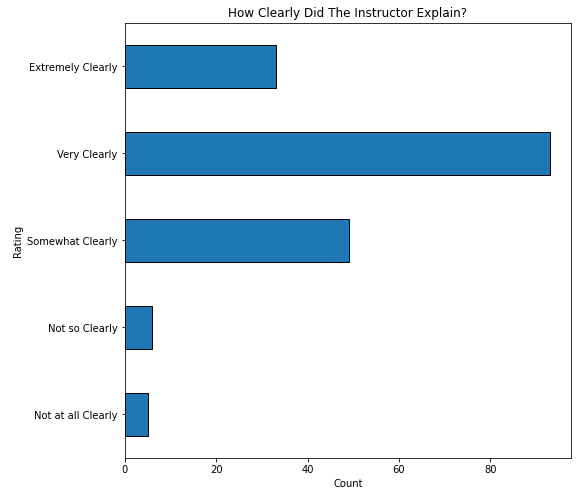 How Clearly Did The Instructor Explain?
Extremely Clearly
Very Clearly
Somewhat Clearly
Not so Clearly
Not at all Clearly
Rating
0 20 40 60 80
Count